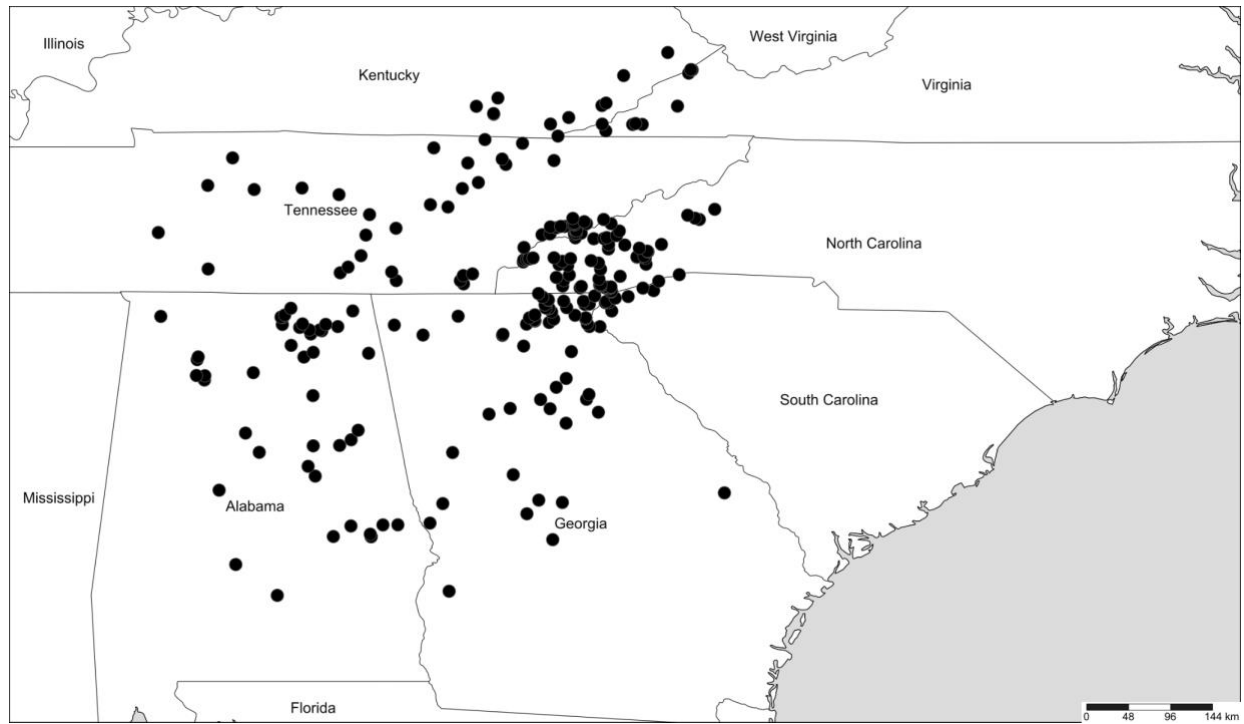 Illinois
West Virginia
Kentucky
Virginia
Tennessee
North Carolina
South Carolina
Mississippi
Alabama
Georgia
Florida
0 48 96 144 km